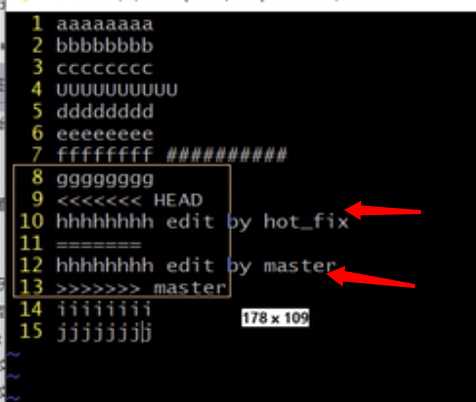 1 aaaaaaaa
2 bbbbbbbb
3 cccccccc
4 UUUUUUUUUU
5 dddddddd
6 eeeeeeee
7 ffffffff ##########
8 gggggggg
9 <<<<<<< HEAD
10 hhhhhhhh edit by hot_fix
11 =======
12 hhhhhhhh edit by master
13 >>>>>>> master
14 iiiiiiii
178 x 109
15 jjjjjjjj
~
~
~